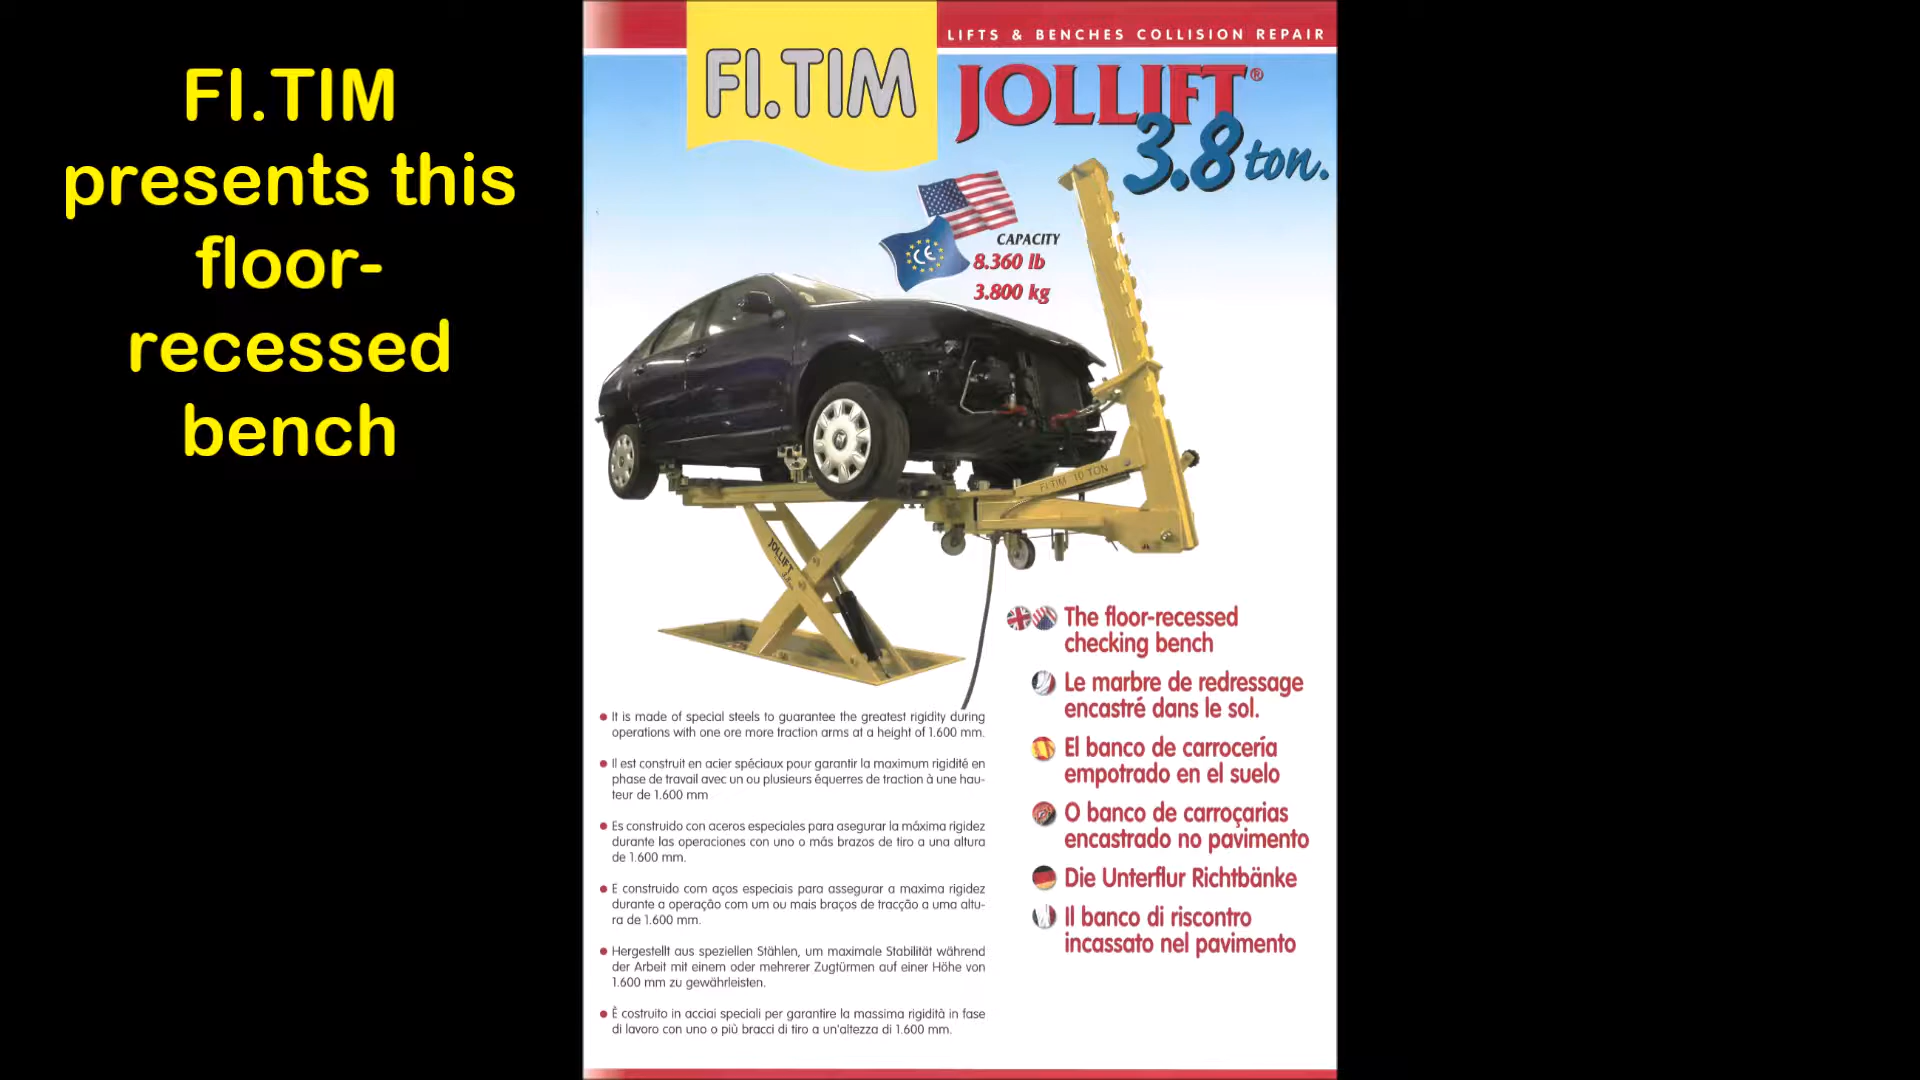 FI.TIM
presents this
floor-
recessed
bench
LIFTS & BENCHES COLLISION REPAIR
FI.TIM
JOLLIFT®
3.8 ton.
CAPACITY
8.360 lb
3.800 kg
CE
FI.TIM 10 TON
JOLLIFT
3.8
The floor-recessed
checking bench
Le marbre de redressage
encastré dans le sol.
El banco de carrocería
empotrado en el suelo
O banco de carroçarias
encastrado no pavimento
Die Unterflur Richtbänke
Il banco di riscontro
incassato nel pavimento
It is made of special steels to guarantee the greatest rigidity during
operations with one ore more traction arms at a height of 1.600 mm.
Il est construit en acier spéciaux pour garantir la maximum rigidité en
phase de travail avec un ou plusieurs équerres de traction à une hau-
teur de 1.600 mm
Es construido con aceros especiales para asegurar la máxima rigidez
durante las operaciones con uno o más brazos de tiro a una altura
de 1.600 mm.
E construido com aços especiais para assegurar a maxima rigidez
durante a operação com um ou mais braços de tracção a uma altu-
ra de 1.600 mm.
Hergestellt aus speziellen Stählen, um maximale Stabilität während
der Arbeit mit einem oder mehrerer Zugtürmen auf einer Höhe von
1.600 mm zu gewährleisten.
È costruito in acciai speciali per garantire la massima rigidità in fase
di lavoro con uno o più bracci di tiro a un'altezza di 1.600 mm.